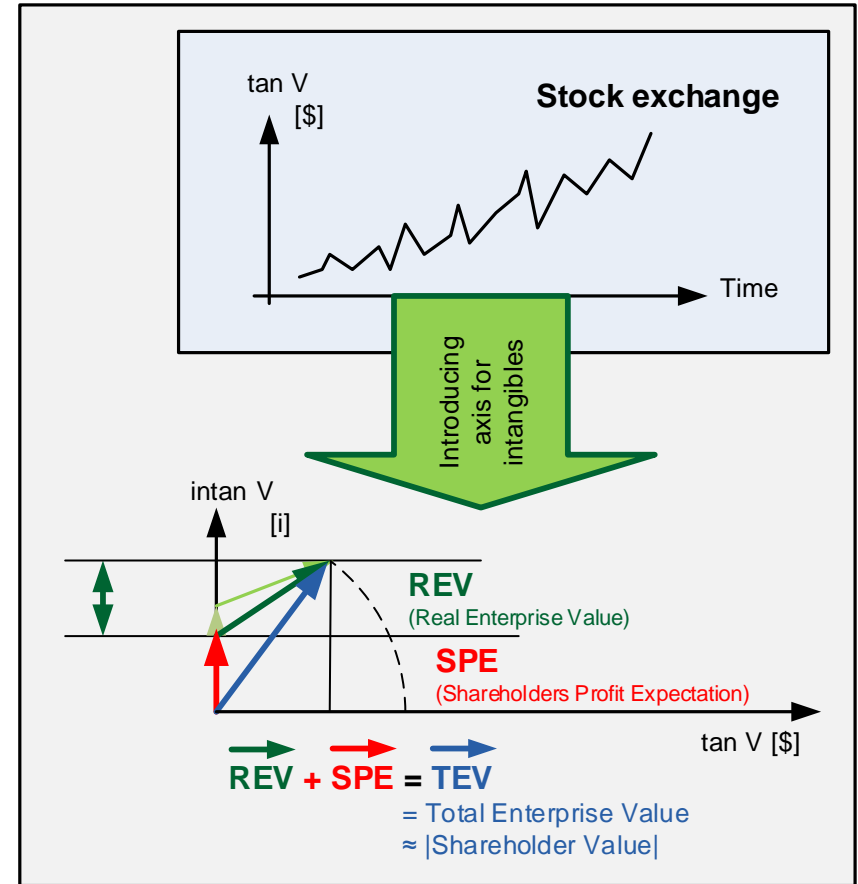 tan V
[$]
Stock exchange
Time
Introducing
axis for
intangibles
intan V
[i]
REV
(Real Enterprise Value)
SPE
(Shareholders Profit Expectation)
tan V [$]
REV + SPE = TEV
= Total Enterprise Value
≈ |Shareholder Value|